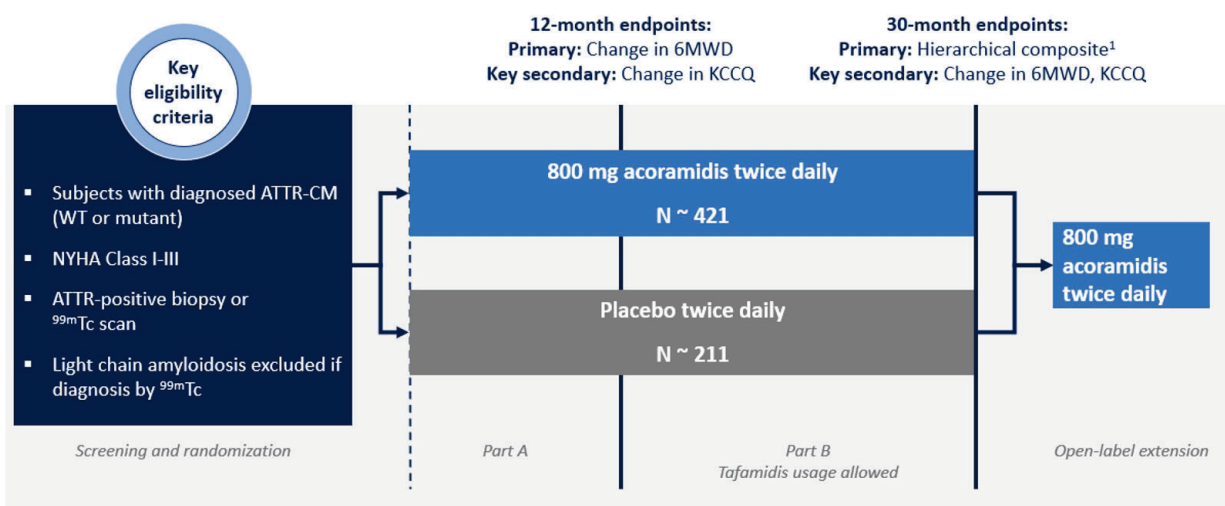 12-month endpoints:
Primary: Change in 6MWD
Key secondary: Change in KCCQ
30-month endpoints:
Primary: Hierarchical composite¹
Key secondary: Change in 6MWD, KCCQ
Key
eligibility
criteria
▪ Subjects with diagnosed ATTR-CM
(WT or mutant)
▪ NYHA Class I-III
▪ ATTR-positive biopsy or
⁹⁹ᵐTc scan
▪ Light chain amyloidosis excluded if
diagnosis by ⁹⁹ᵐTc
800 mg acoramidis twice daily
N ~ 421
Placebo twice daily
N ~ 211
800 mg
acoramidis
twice daily
Screening and randomization
Part A
Part B
Tafamidis usage allowed
Open-label extension